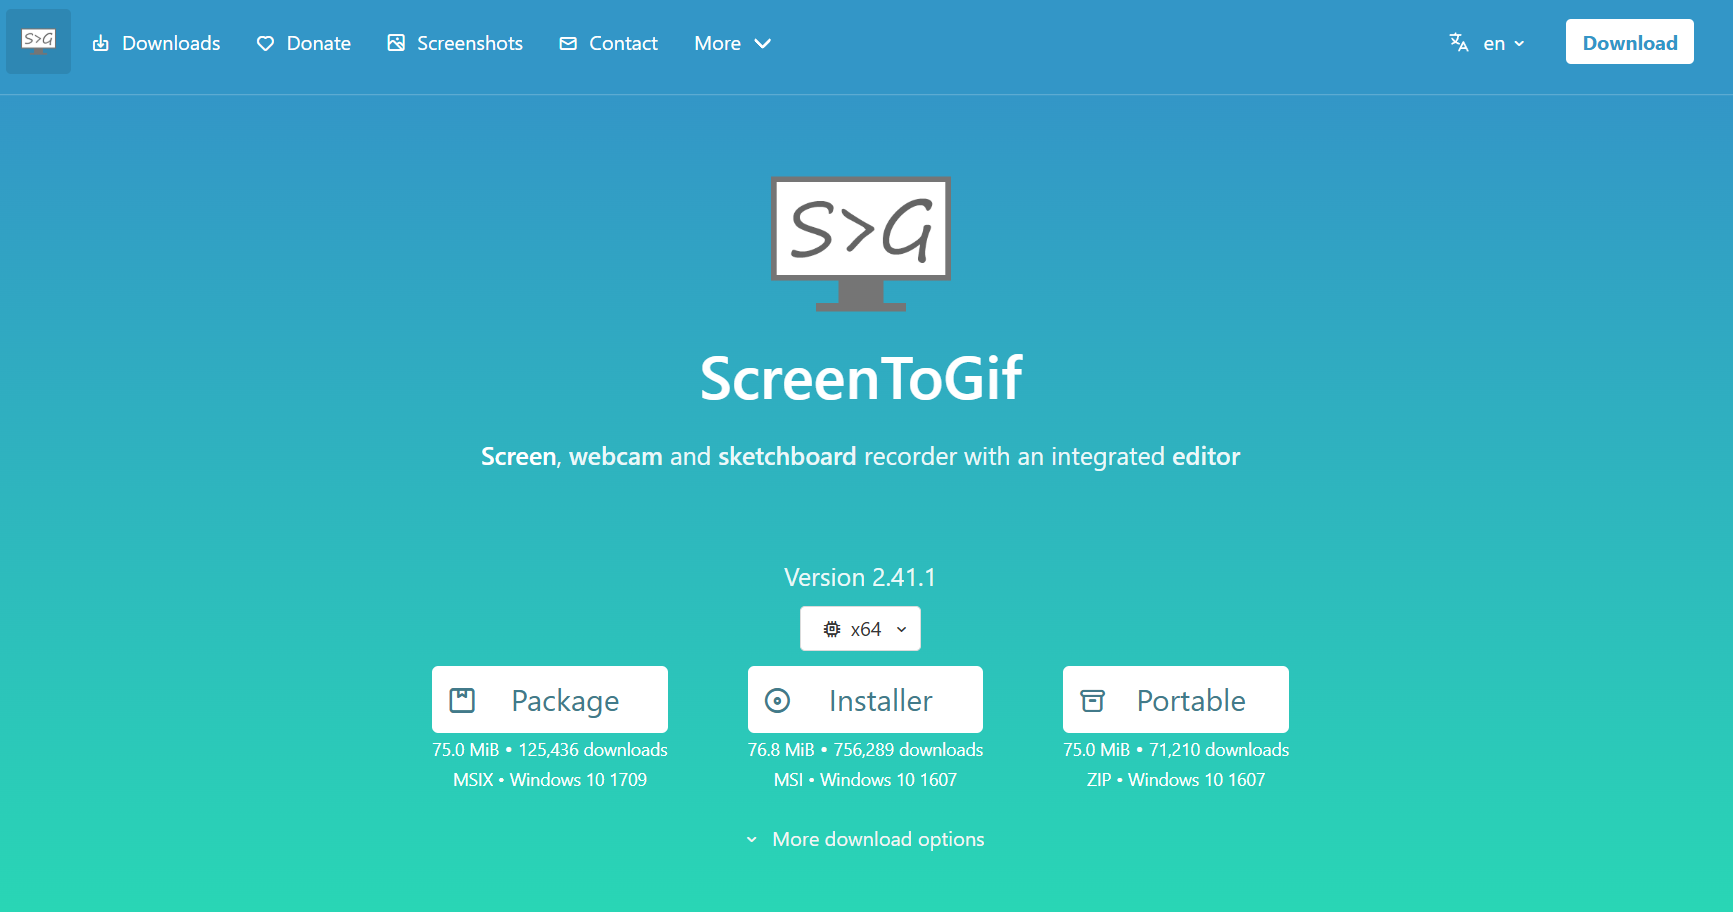 S>G Downloads Donate Screenshots Contact More en Download
S>G
ScreenToGif
Screen, webcam and sketchboard recorder with an integrated editor
Version 2.41.1
x64
Package Installer Portable
75.0 MiB • 125,436 downloads 76.8 MiB • 756,289 downloads 75.0 MiB • 71,210 downloads
MSIX • Windows 10 1709 MSI • Windows 10 1607 ZIP • Windows 10 1607
More download options